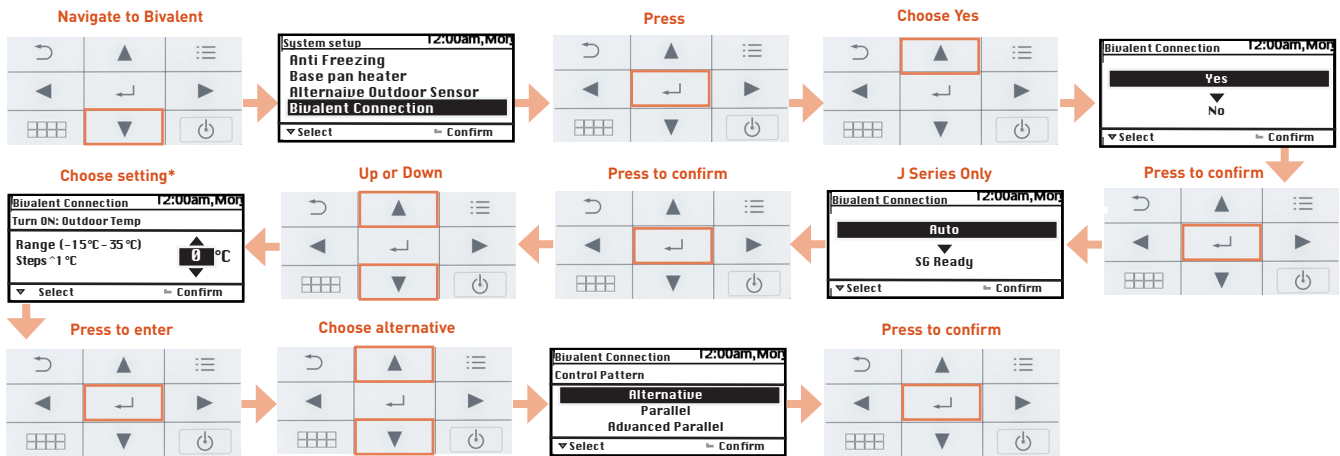 Navigate to Bivalent
System setup 12:00am,Mon
Anti Freezing
Base pan heater
Alternaive Outdoor Sensor
Bivalent Connection
▼Select Confirm
Press
Choose Yes
Bivalent Connection 12:00am,Mon
Yes
No
▼Select Confirm
Choose setting*
Bivalent Connection 12:00am,Mon
Turn ON: Outdoor Temp
Range (-15°C-35°C)
Steps ^1°C
0 °C
▼ Select Confirm
Up or Down
Press to confirm
J Series Only
Bivalent Connection 12:00am,Mon
Auto
SG Ready
▼Select Confirm
Press to confirm
Press to enter
Choose alternative
Bivalent Connection 12:00am,Mon
Control Pattern
Alternative
Parallel
Advanced Parallel
▼Select Confirm
Press to confirm